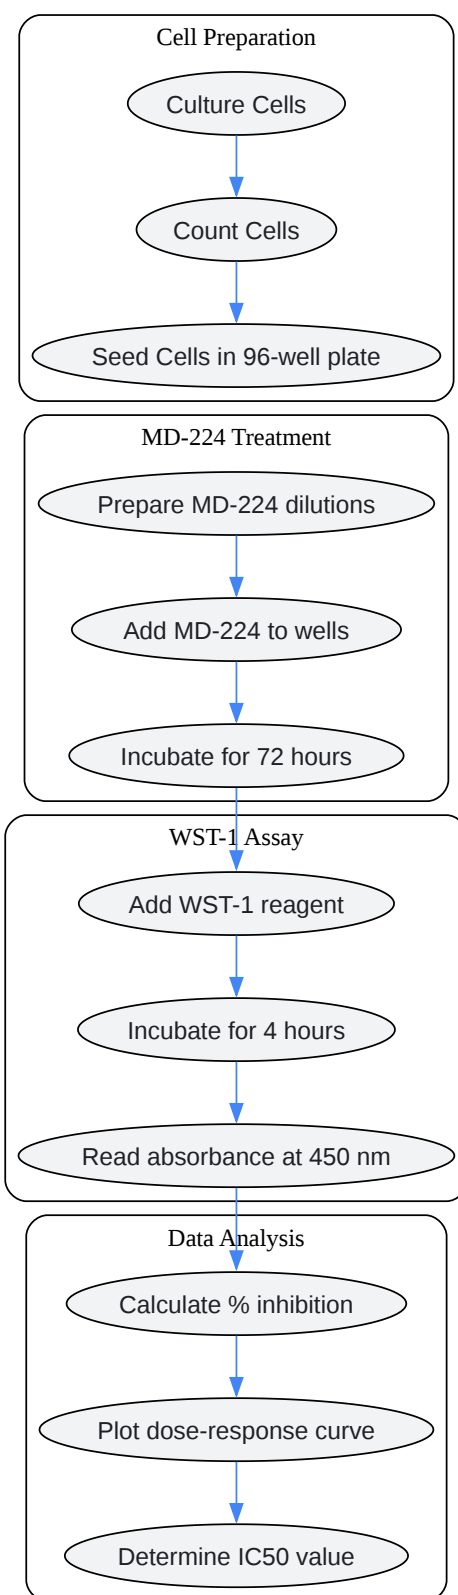 Cell Preparation
Culture Cells
Count Cells
Seed Cells in 96-well plate
MD-224 Treatment
Prepare MD-224 dilutions
Add MD-224 to wells
Incubate for 72 hours
WST-1 Assay
Add WST-1 reagent
Incubate for 4 hours
Read absorbance at 450 nm
Data Analysis
Calculate % inhibition
Plot dose-response curve
Determine IC50 value